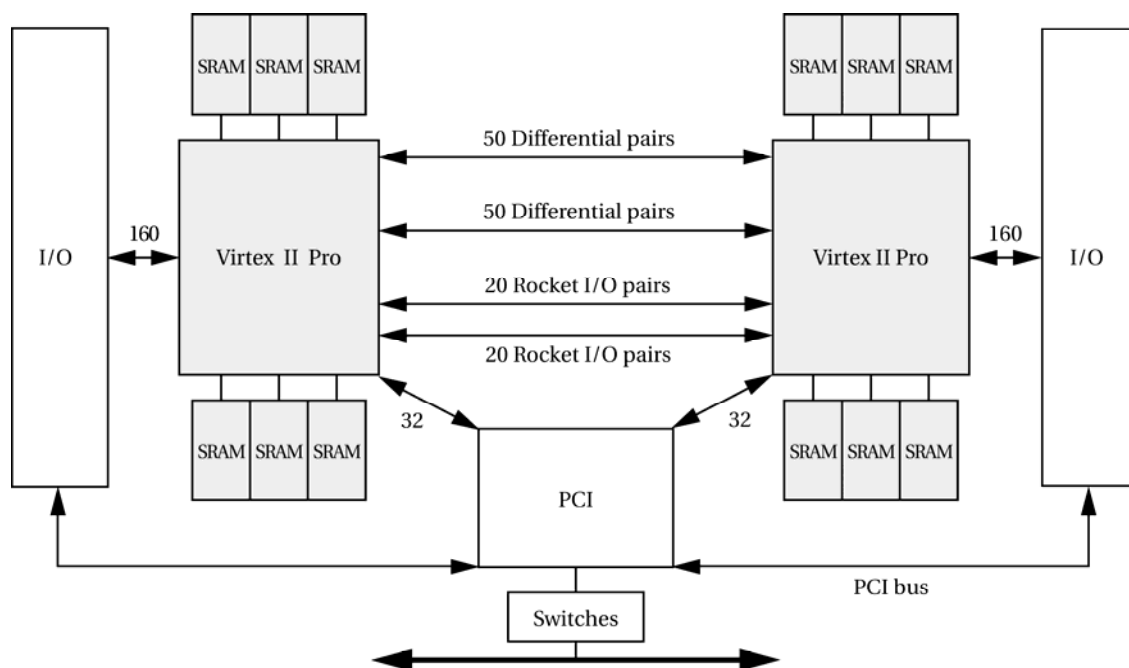 SRAM SRAM SRAM
SRAM SRAM SRAM
50 Differential pairs
50 Differential pairs
I/O
160
Virtex II Pro
Virtex II Pro
160
I/O
20 Rocket I/O pairs
20 Rocket I/O pairs
32
32
SRAM SRAM SRAM
SRAM SRAM SRAM
PCI
PCI bus
Switches